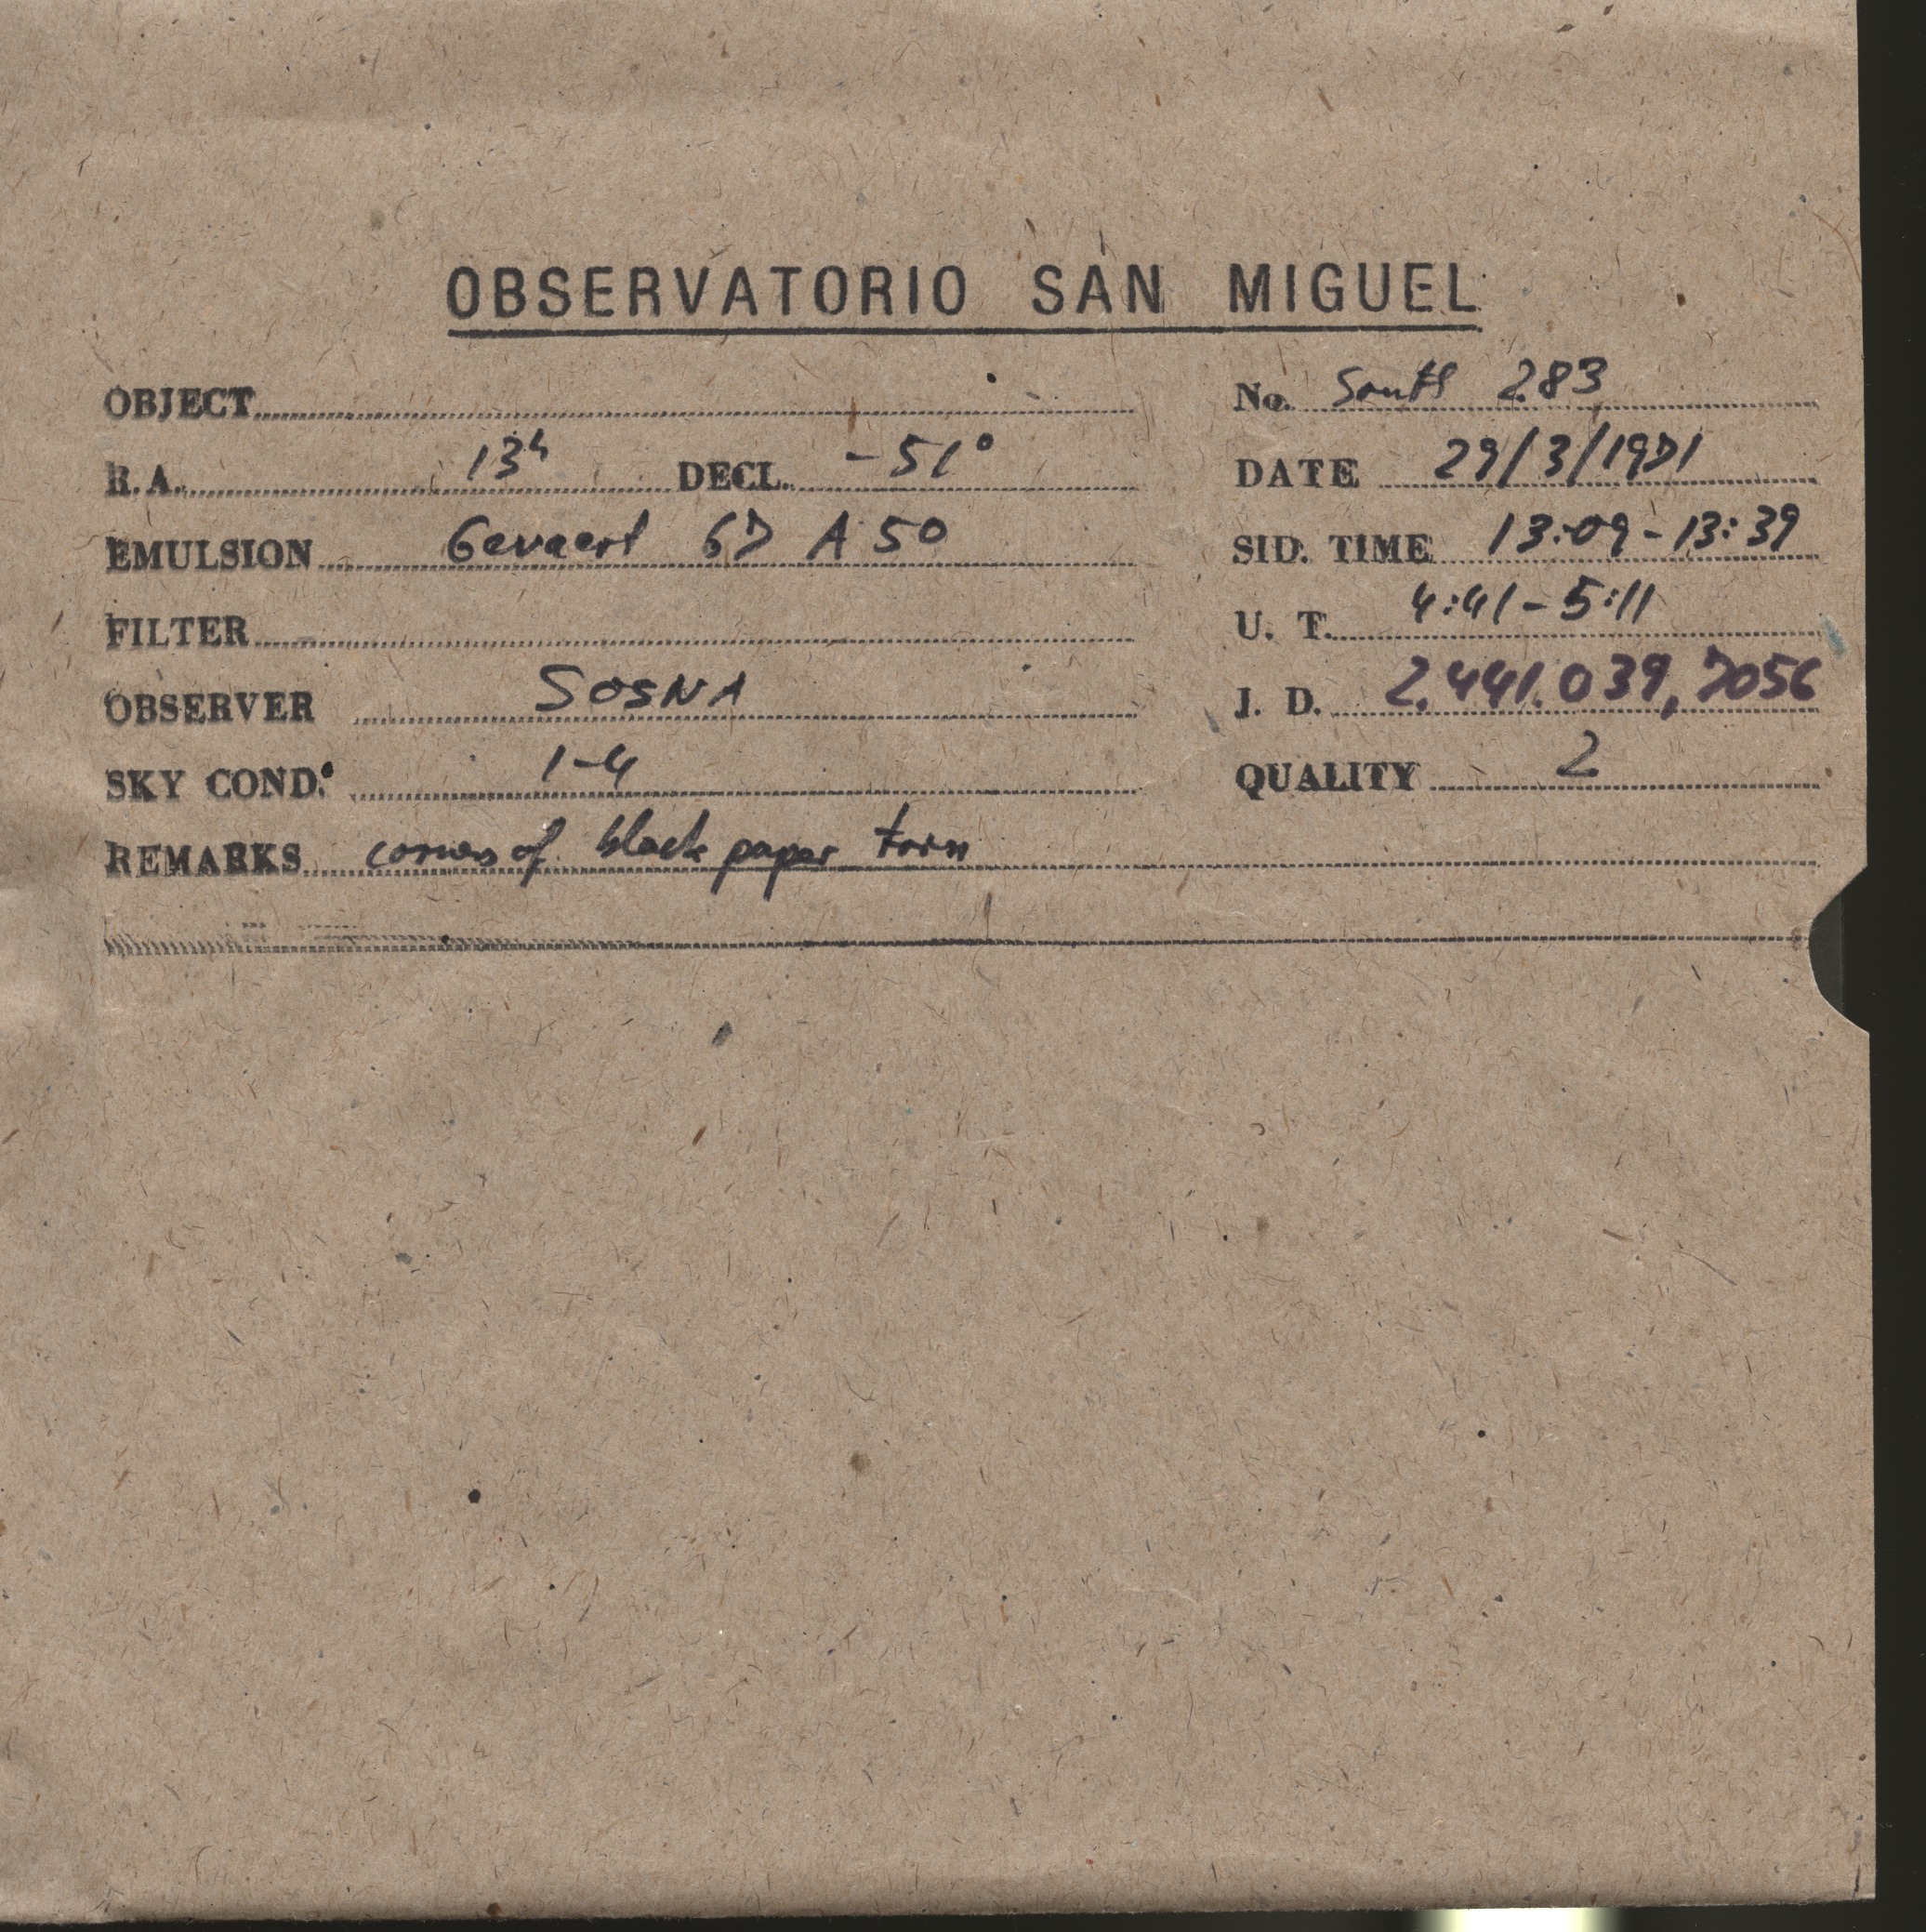 OBSERVATORIO SAN MIGUEL
OBJECT
No. South 283
R.A. 13h DECL. -51°
DATE 29/3/1971
EMULSION Gevaert 67 A 50
SID. TIME 13:09-13:39
FILTER
U. T. 4:41-5:11
OBSERVER SOSNA
J. D. 2.441.039,7056
SKY COND. 1-4
QUALITY 2
REMARKS corners of black paper torn